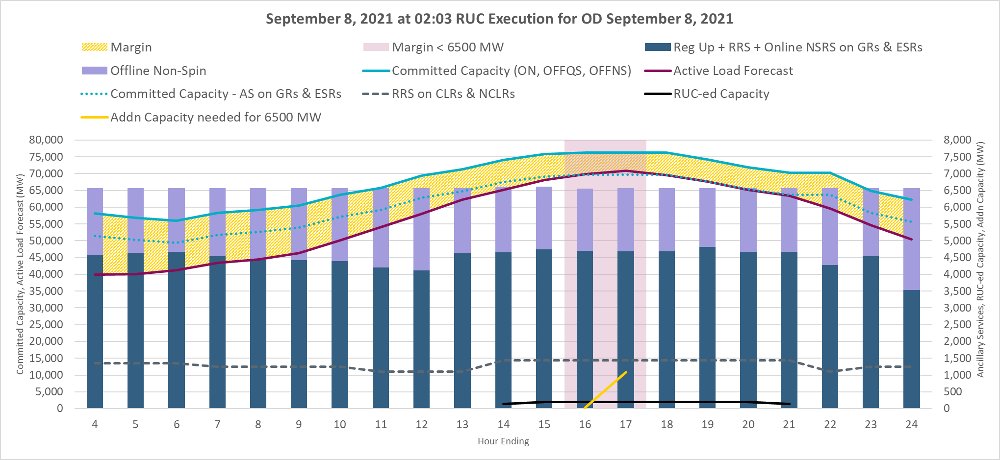 September 8, 2021 at 02:03 RUC Execution for OD September 8, 2021
Margin
Margin < 6500 MW
Reg Up + RRS + Online NSRS on GRs & ESRs
Offline Non-Spin
Committed Capacity (ON, OFFQS, OFFNS)
Active Load Forecast
Committed Capacity - AS on GRs & ESRs
RRS on CLRs & NCLRs
RUC-ed Capacity
Addn Capacity needed for 6500 MW
Committed Capacity, Active Load Forecast (MW)
80,000
75,000
70,000
65,000
60,000
55,000
50,000
45,000
40,000
35,000
30,000
25,000
20,000
15,000
10,000
5,000
0
8,000
7,500
7,000
6,500
6,000
5,500
5,000
4,500
4,000
3,500
3,000
2,500
2,000
1,500
1,000
500
0
Ancillary Services, RUC-ed Capacity, Addn Capacity (MW)
4 5 6 7 8 9 10 11 12 13 14 15 16 17 18 19 20 21 22 23 24
Hour Ending